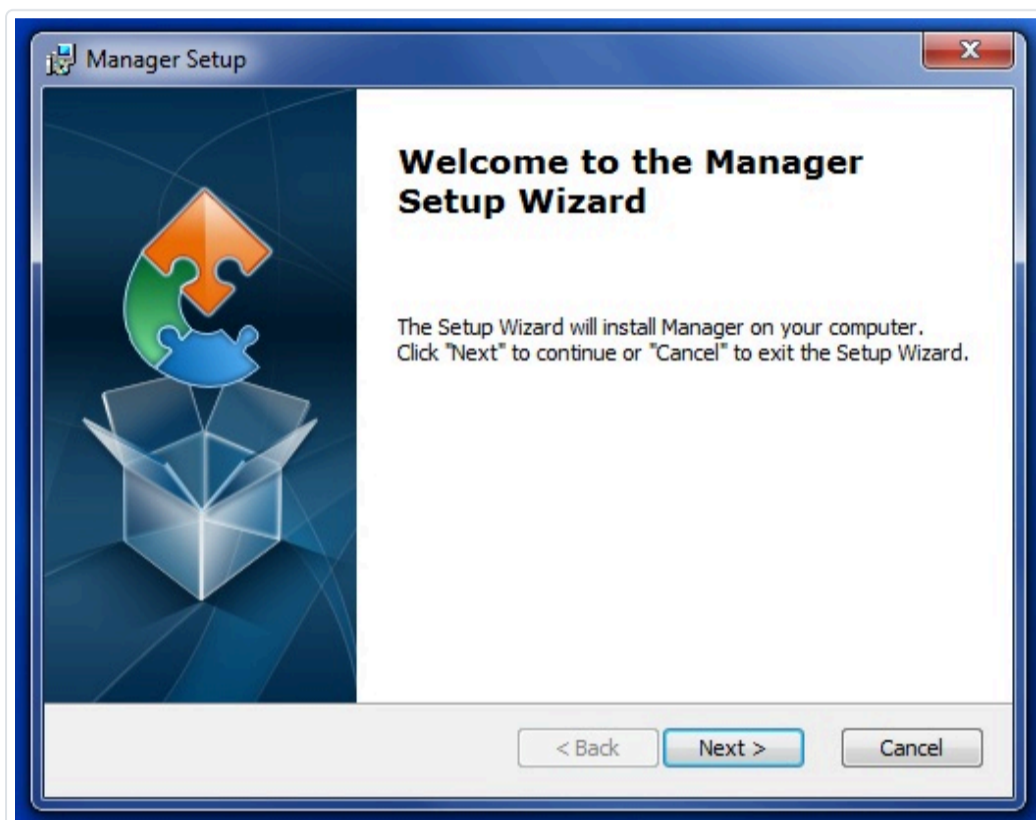 Manager Setup
Welcome to the Manager
Setup Wizard
The Setup Wizard will install Manager on your computer.
Click "Next" to continue or "Cancel" to exit the Setup Wizard.
< Back Next > Cancel